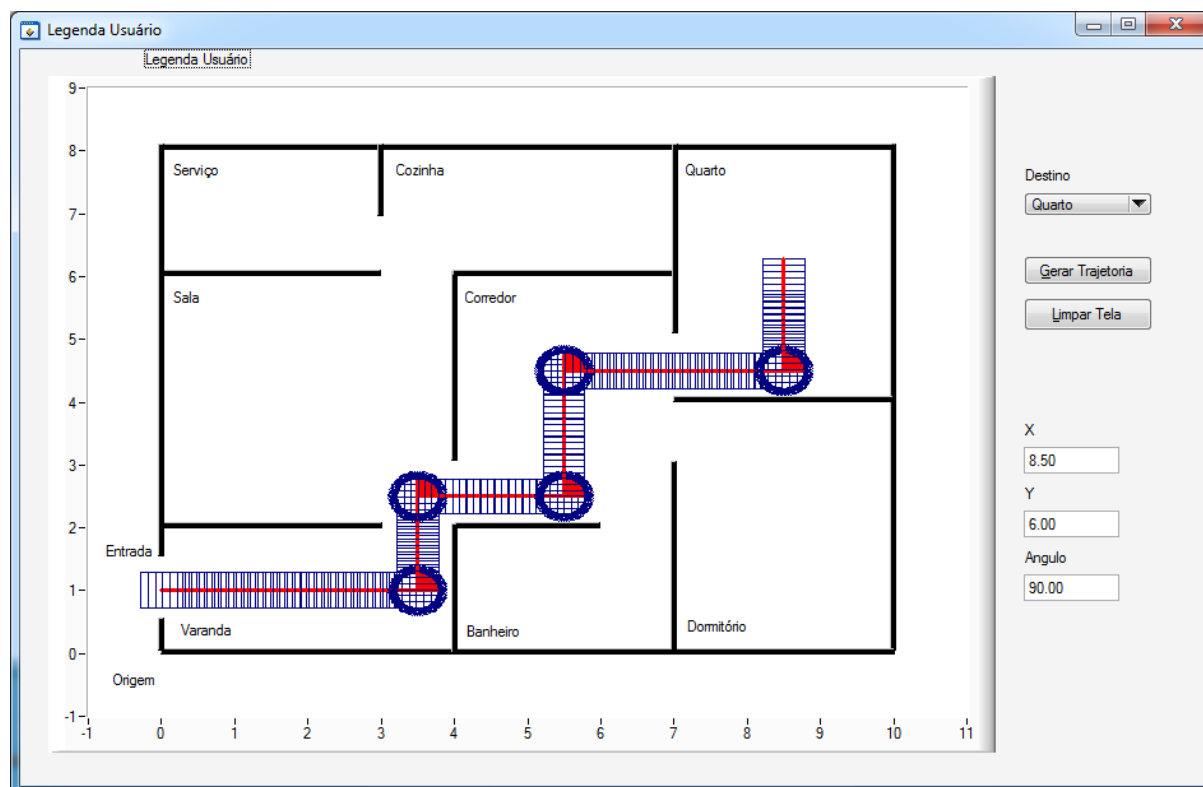 Legenda Usuário
Legenda Usuário
9
8
7
6
5
4
3
2
1
0
-1
-1 0 1 2 3 4 5 6 7 8 9 10 11
Serviço
Cozinha
Quarto
Sala
Corredor
Entrada
Varanda
Banheiro
Dormitório
Origem
Destino
Quarto
Gerar Trajetoria
Limpar Tela
X
8.50
Y
6.00
Angulo
90.00